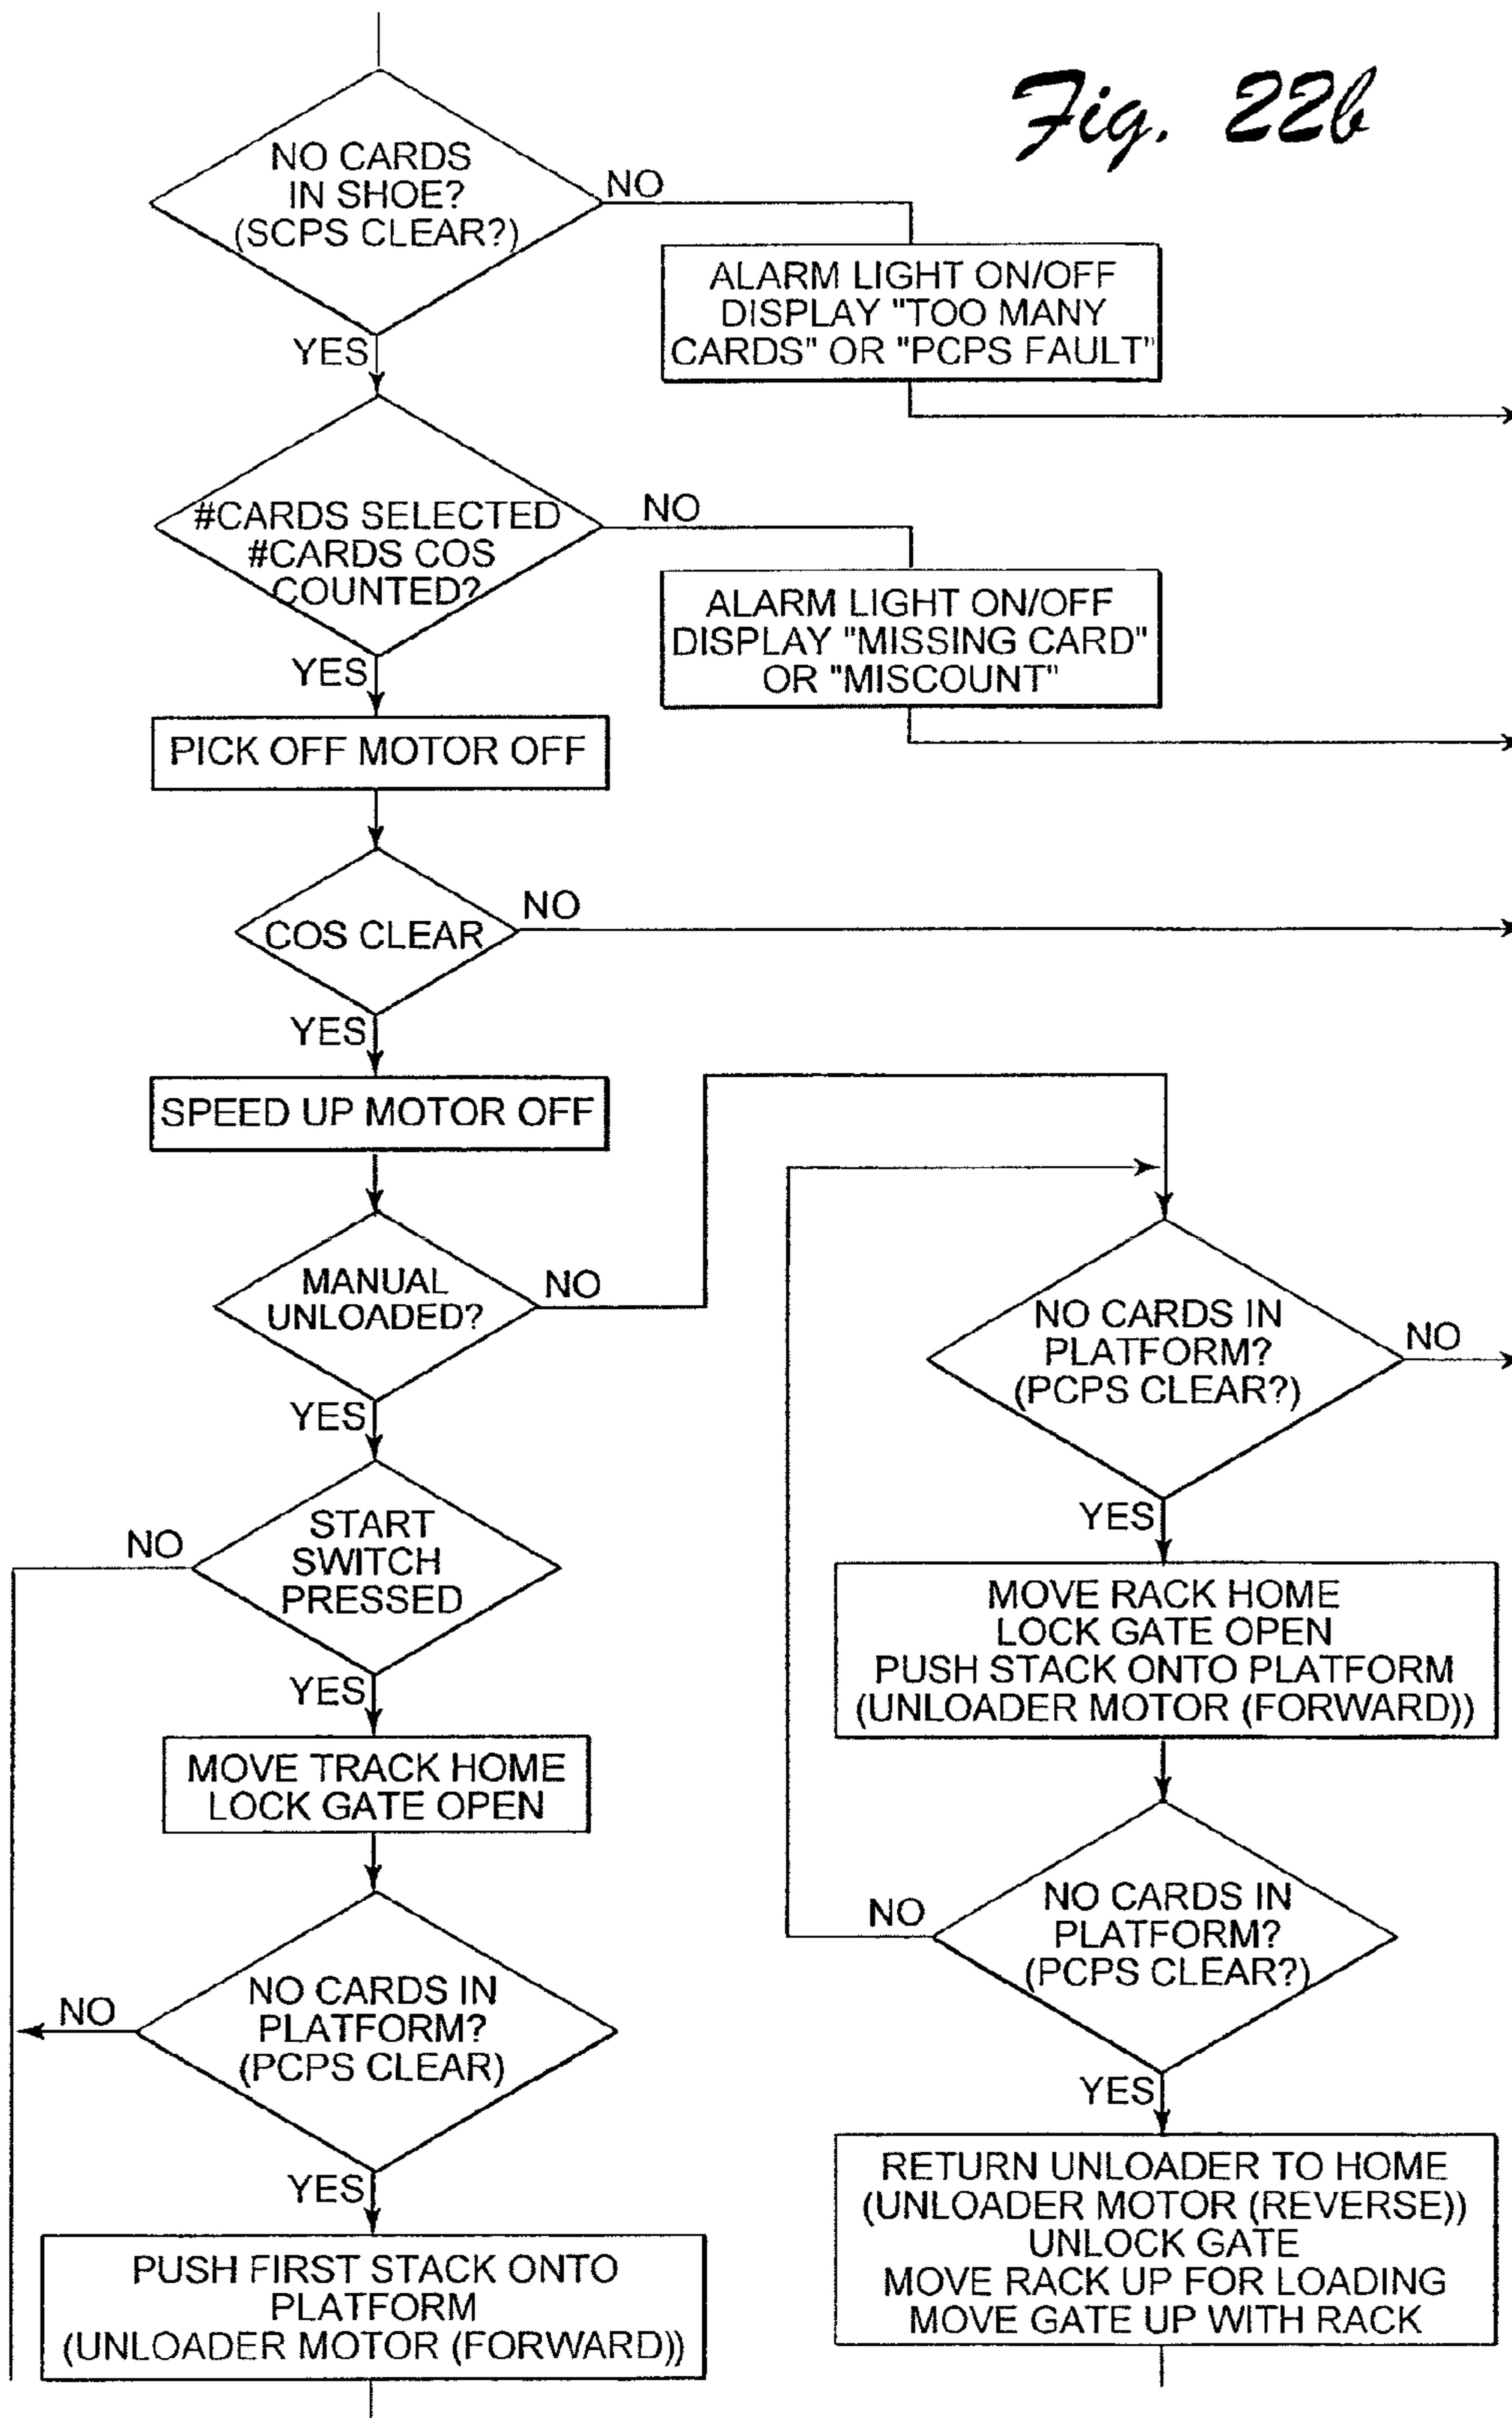 Fig. 22b
NO CARDS
IN SHOE?
(SCPS CLEAR?)
NO
ALARM LIGHT ON/OFF
DISPLAY "TOO MANY
CARDS" OR "PCPS FAULT"
YES
#CARDS SELECTED
#CARDS COS
COUNTED?
NO
ALARM LIGHT ON/OFF
DISPLAY "MISSING CARD"
OR "MISCOUNT"
YES
PICK OFF MOTOR OFF
COS CLEAR
NO
YES
SPEED UP MOTOR OFF
MANUAL
UNLOADED?
NO
YES
START
SWITCH
PRESSED
NO
YES
MOVE TRACK HOME
LOCK GATE OPEN
NO CARDS IN
PLATFORM?
(PCPS CLEAR)
NO
YES
PUSH FIRST STACK ONTO
PLATFORM
(UNLOADER MOTOR (FORWARD))
NO CARDS IN
PLATFORM?
(PCPS CLEAR?)
NO
YES
MOVE RACK HOME
LOCK GATE OPEN
PUSH STACK ONTO PLATFORM
(UNLOADER MOTOR (FORWARD))
NO CARDS IN
PLATFORM?
(PCPS CLEAR?)
NO
YES
RETURN UNLOADER TO HOME
(UNLOADER MOTOR (REVERSE))
UNLOCK GATE
MOVE RACK UP FOR LOADING
MOVE GATE UP WITH RACK